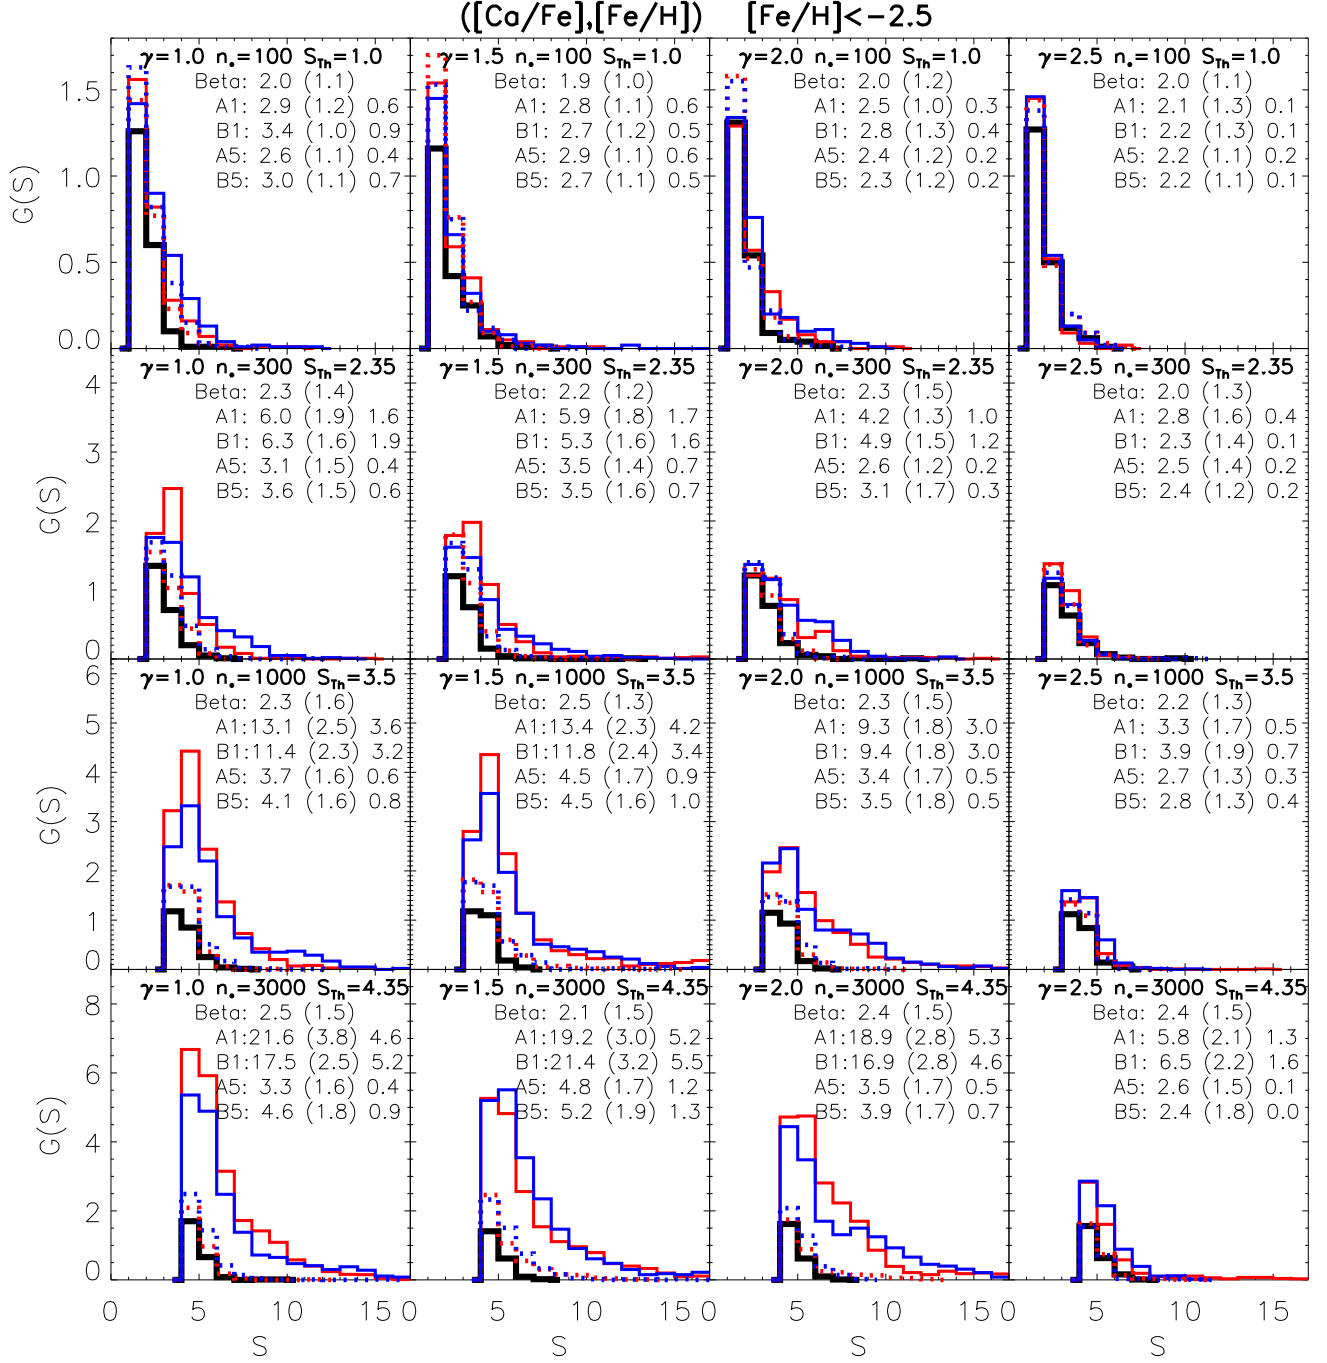 ([Ca/Fe],[Fe/H]) [Fe/H]<−2.5
γ=1.0 n*=100 S_Th=1.0
Beta: 2.0 (1.1)
A1: 2.9 (1.2) 0.6
B1: 3.4 (1.0) 0.9
A5: 2.6 (1.1) 0.4
B5: 3.0 (1.1) 0.7
γ=1.5 n*=100 S_Th=1.0
Beta: 1.9 (1.0)
A1: 2.8 (1.1) 0.6
B1: 2.7 (1.2) 0.5
A5: 2.9 (1.1) 0.6
B5: 2.7 (1.1) 0.5
γ=2.0 n*=100 S_Th=1.0
Beta: 2.0 (1.2)
A1: 2.5 (1.0) 0.3
B1: 2.8 (1.3) 0.4
A5: 2.4 (1.2) 0.2
B5: 2.3 (1.2) 0.2
γ=2.5 n*=100 S_Th=1.0
Beta: 2.0 (1.1)
A1: 2.1 (1.3) 0.1
B1: 2.2 (1.3) 0.1
A5: 2.2 (1.1) 0.2
B5: 2.2 (1.1) 0.1
G(S)
1.5
1.0
0.5
0.0
γ=1.0 n*=300 S_Th=2.35
Beta: 2.3 (1.4)
A1: 6.0 (1.9) 1.6
B1: 6.3 (1.6) 1.9
A5: 3.1 (1.5) 0.4
B5: 3.6 (1.5) 0.6
γ=1.5 n*=300 S_Th=2.35
Beta: 2.2 (1.2)
A1: 5.9 (1.8) 1.7
B1: 5.3 (1.6) 1.6
A5: 3.5 (1.4) 0.7
B5: 3.5 (1.6) 0.7
γ=2.0 n*=300 S_Th=2.35
Beta: 2.3 (1.5)
A1: 4.2 (1.3) 1.0
B1: 4.9 (1.5) 1.2
A5: 2.6 (1.2) 0.2
B5: 3.1 (1.7) 0.3
γ=2.5 n*=300 S_Th=2.35
Beta: 2.0 (1.3)
A1: 2.8 (1.6) 0.4
B1: 2.3 (1.4) 0.1
A5: 2.5 (1.4) 0.2
B5: 2.4 (1.2) 0.2
G(S)
4
3
2
1
0
γ=1.0 n*=1000 S_Th=3.5
Beta: 2.3 (1.6)
A1:13.1 (2.5) 3.6
B1:11.4 (2.3) 3.2
A5: 3.7 (1.6) 0.6
B5: 4.1 (1.6) 0.8
γ=1.5 n*=1000 S_Th=3.5
Beta: 2.5 (1.3)
A1:13.4 (2.3) 4.2
B1:11.8 (2.4) 3.4
A5: 4.5 (1.7) 0.9
B5: 4.5 (1.6) 1.0
γ=2.0 n*=1000 S_Th=3.5
Beta: 2.3 (1.5)
A1: 9.3 (1.8) 3.0
B1: 9.4 (1.8) 3.0
A5: 3.4 (1.7) 0.5
B5: 3.5 (1.8) 0.5
γ=2.5 n*=1000 S_Th=3.5
Beta: 2.2 (1.3)
A1: 3.3 (1.7) 0.5
B1: 3.9 (1.9) 0.7
A5: 2.7 (1.3) 0.3
B5: 2.8 (1.3) 0.4
G(S)
6
5
4
3
2
1
0
γ=1.0 n*=3000 S_Th=4.35
Beta: 2.5 (1.5)
A1:21.6 (3.8) 4.6
B1:17.5 (2.5) 5.2
A5: 3.3 (1.6) 0.4
B5: 4.6 (1.8) 0.9
γ=1.5 n*=3000 S_Th=4.35
Beta: 2.1 (1.5)
A1:19.2 (3.0) 5.2
B1:21.4 (3.2) 5.5
A5: 4.8 (1.7) 1.2
B5: 5.2 (1.9) 1.3
γ=2.0 n*=3000 S_Th=4.35
Beta: 2.4 (1.5)
A1:18.9 (2.8) 5.3
B1:16.9 (2.8) 4.6
A5: 3.5 (1.7) 0.5
B5: 3.9 (1.7) 0.7
γ=2.5 n*=3000 S_Th=4.35
Beta: 2.4 (1.5)
A1: 5.8 (2.1) 1.3
B1: 6.5 (2.2) 1.6
A5: 2.6 (1.5) 0.1
B5: 2.4 (1.8) 0.0
G(S)
8
6
4
2
0
0 5 10 15 0 5 10 15 0 5 10 15 0 5 10 15
S S S S